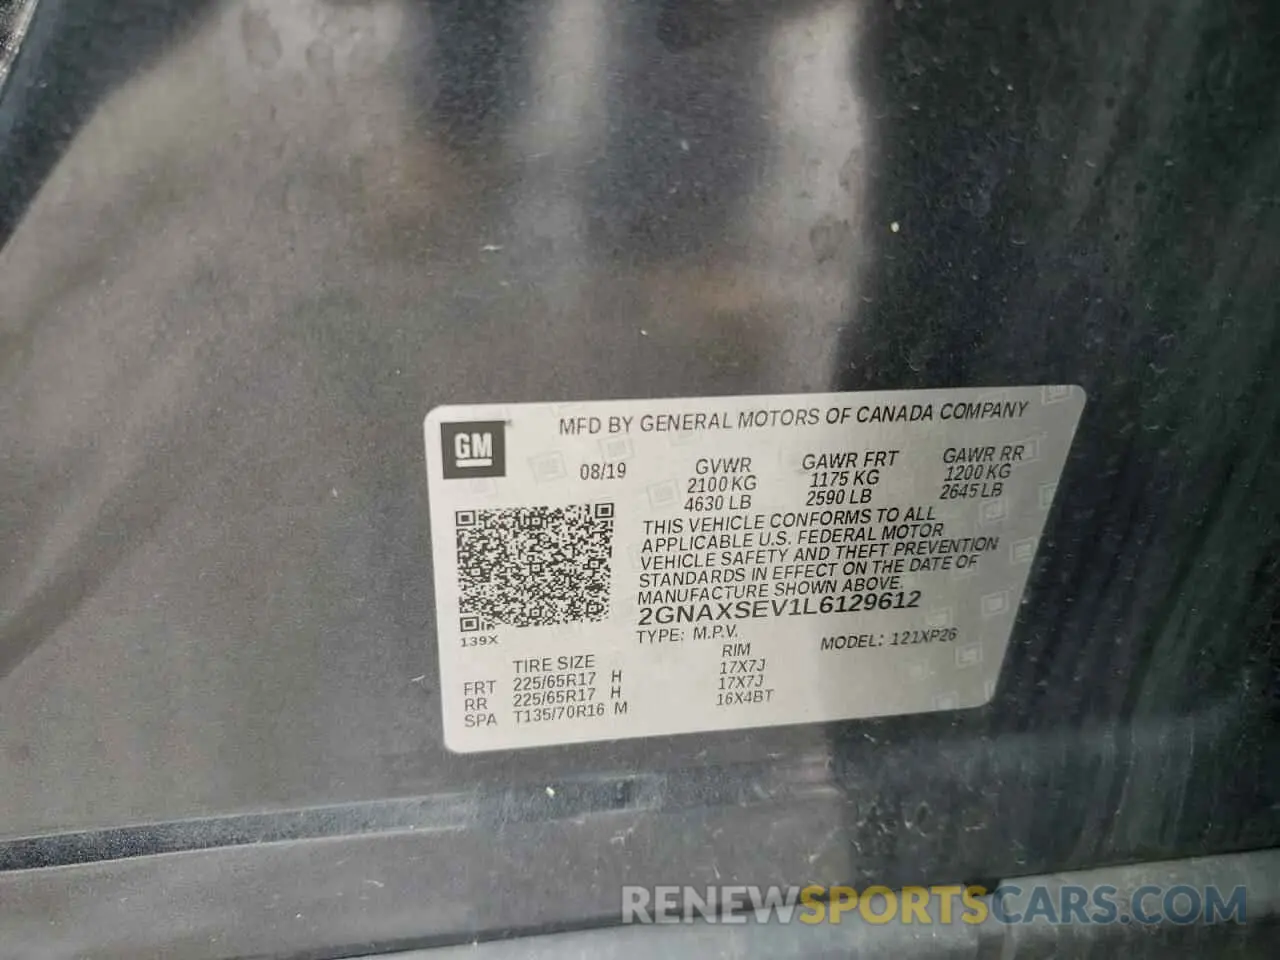 GM
MFD BY GENERAL MOTORS OF CANADA COMPANY
08/19
GVWR
2100 KG
4630 LB
GAWR FRT
1175 KG
2590 LB
GAWR RR
1200 KG
2645 LB
THIS VEHICLE CONFORMS TO ALL
APPLICABLE U.S. FEDERAL MOTOR
VEHICLE SAFETY AND THEFT PREVENTION
STANDARDS IN EFFECT ON THE DATE OF
MANUFACTURE SHOWN ABOVE.
2GNAXSEV1L6129612
139X
TYPE: M.P.V.
MODEL: 121XP26
TIRE SIZE RIM
FRT 225/65R17 H 17X7J
RR 225/65R17 H 17X7J
SPA T135/70R16 M 16X4BT
RENEWSPORTSCARS.COM